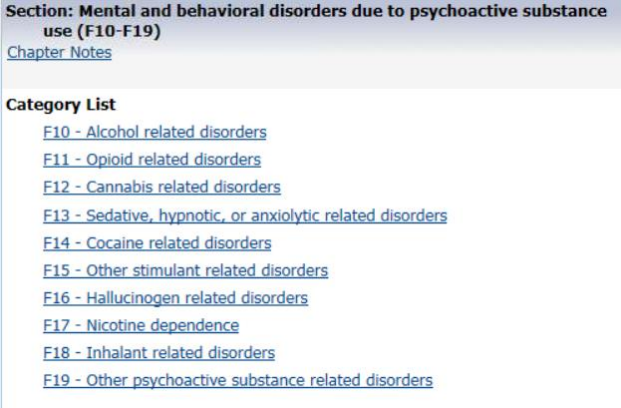 Section: Mental and behavioral disorders due to psychoactive substance
use (F10-F19)
Chapter Notes
Category List
F10 - Alcohol related disorders
F11 - Opioid related disorders
F12 - Cannabis related disorders
F13 - Sedative, hypnotic, or anxiolytic related disorders
F14 - Cocaine related disorders
F15 - Other stimulant related disorders
F16 - Hallucinogen related disorders
F17 - Nicotine dependence
F18 - Inhalant related disorders
F19 - Other psychoactive substance related disorders